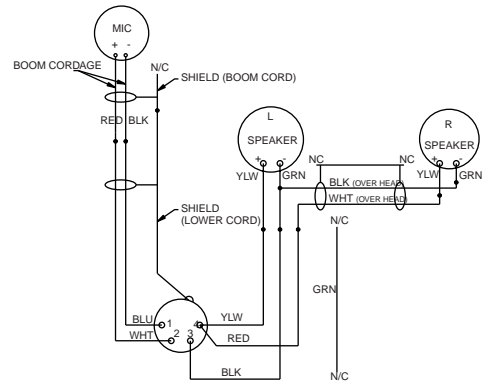 MIC
+ -
BOOM CORDAGE
N/C
SHIELD (BOOM CORD)
RED BLK
L
SPEAKER
+ -
YLW GRN
R
SPEAKER
+ -
YLW GRN
NC NC
BLK (OVER HEAD)
WHT (OVER HEAD)
SHIELD
(LOWER CORD)
N/C
GRN
N/C
BLU 1
WHT 2 3 4
YLW
RED
BLK